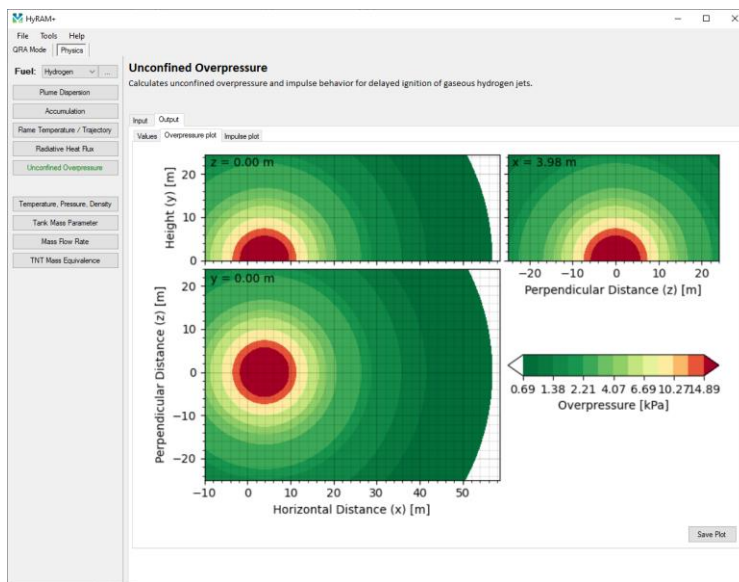 HyRAM+
File Tools Help
QRA Mode Physics
Fuel: Hydrogen ...
Plume Dispersion
Accumulation
Flame Temperature / Trajectory
Radiative Heat Flux
Unconfined Overpressure
Temperature, Pressure, Density
Tank Mass Parameter
Mass Flow Rate
TNT Mass Equivalence
Unconfined Overpressure
Calculates unconfined overpressure and impulse behavior for delayed ignition of gaseous hydrogen jets.
Input Output
Values Overpressure plot Impulse plot
z = 0.00 m
20
10
0
Height (y) [m]
x = 3.98 m
-20 -10 0 10 20
Perpendicular Distance (z) [m]
y = 0.00 m
20
10
0
-10
-20
Perpendicular Distance (z) [m]
-10 0 10 20 30 40 50
Horizontal Distance (x) [m]
0.69 1.38 2.21 4.07 6.69 10.27 14.89
Overpressure [kPa]
Save Plot